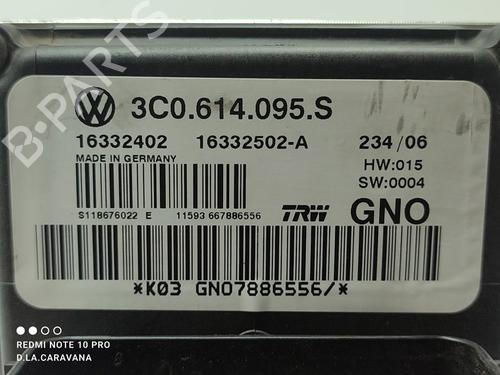 3C0.614.095.S
16332402 16332502-A 234/06
MADE IN GERMANY HW:015
SW:0004
S118676022 E 11593 667886556 TRW GNO
*K03 GNO7886556/*
B-PARTS
REDMI NOTE 10 PRO
D.LA.CARAVANA